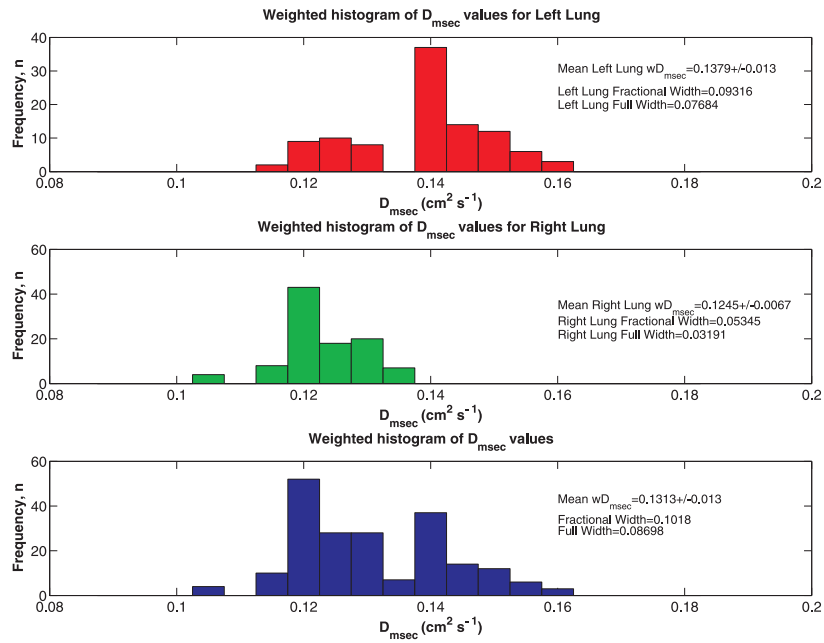 Weighted histogram of D_msec values for Left Lung
Frequency, n
40
30
20
10
0
Mean Left Lung wD_msec=0.1379+/-0.013
Left Lung Fractional Width=0.09316
Left Lung Full Width=0.07684
0.08 0.1 0.12 0.14 0.16 0.18 0.2
D_msec (cm² s⁻¹)
Weighted histogram of D_msec values for Right Lung
Frequency, n
60
40
20
0
Mean Right Lung wD_msec=0.1245+/-0.0067
Right Lung Fractional Width=0.05345
Right Lung Full Width=0.03191
0.08 0.1 0.12 0.14 0.16 0.18 0.2
D_msec (cm² s⁻¹)
Weighted histogram of D_msec values
Frequency, n
60
40
20
0
Mean wD_msec=0.1313+/-0.013
Fractional Width=0.1018
Full Width=0.08698
0.08 0.1 0.12 0.14 0.16 0.18 0.2
D_msec (cm² s⁻¹)